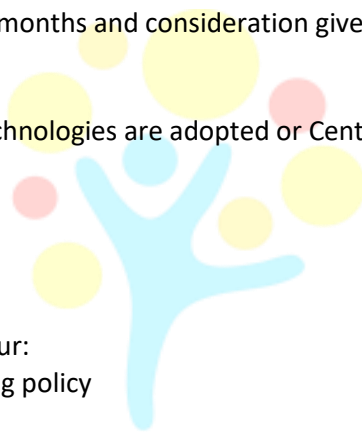 months and consideration give
chnologies are adopted or Cent
ur:
g policy